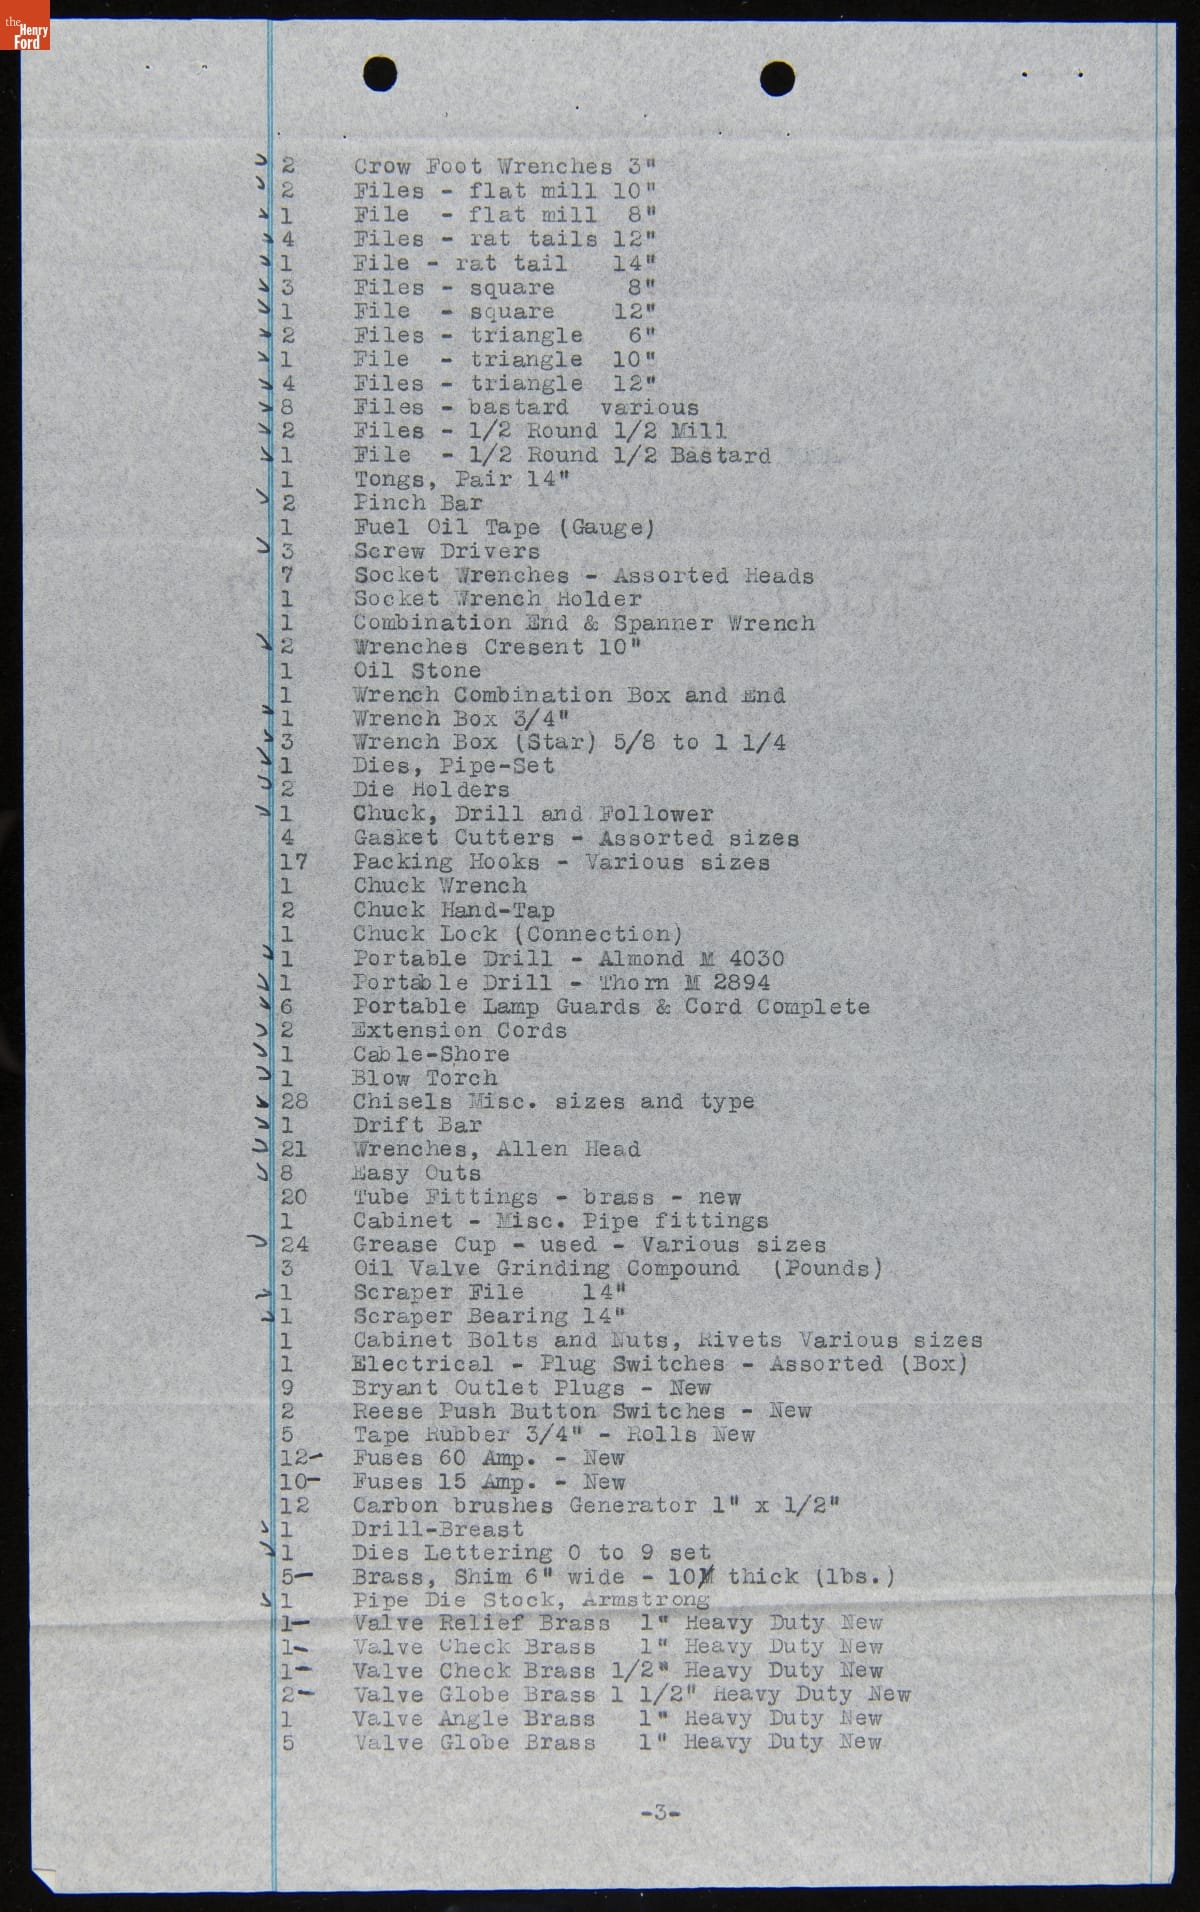 the Henry Ford
2 Crow Foot Wrenches 3"
2 Files - flat mill 10"
1 File - flat mill 8"
4 Files - rat tails 12"
1 File - rat tail 14"
3 Files - square 8"
1 File - square 12"
2 Files - triangle 6"
1 File - triangle 10"
4 Files - triangle 12"
8 Files - bastard various
2 Files - 1/2 Round 1/2 Mill
1 File - 1/2 Round 1/2 Bastard
1 Tongs, Pair 14"
2 Pinch Bar
1 Fuel Oil Tape (Gauge)
3 Screw Drivers
7 Socket Wrenches - Assorted Heads
1 Socket Wrench Holder
1 Combination End & Spanner Wrench
2 Wrenches Cresent 10"
1 Oil Stone
1 Wrench Combination Box and End
1 Wrench Box 3/4"
3 Wrench Box (Star) 5/8 to 1 1/4
1 Dies, Pipe-Set
2 Die Holders
1 Chuck, Drill and Follower
4 Gasket Cutters - Assorted sizes
17 Packing Hooks - Various sizes
1 Chuck Wrench
2 Chuck Hand-Tap
1 Chuck Lock (Connection)
1 Portable Drill - Almond M 4030
1 Portable Drill - Thorn M 2894
6 Portable Lamp Guards & Cord Complete
2 Extension Cords
1 Cable-Shore
1 Blow Torch
28 Chisels Misc. sizes and type
1 Drift Bar
21 Wrenches, Allen Head
8 Easy Outs
20 Tube Fittings - brass - new
1 Cabinet - Misc. Pipe fittings
24 Grease Cup - used - Various sizes
3 Oil Valve Grinding Compound (Pounds)
1 Scraper File 14"
1 Scraper Bearing 14"
1 Cabinet Bolts and Nuts, Rivets Various sizes
1 Electrical - Plug Switches - Assorted (Box)
9 Bryant Outlet Plugs - New
2 Reese Push Button Switches - New
5 Tape Rubber 3/4" - Rolls New
12- Fuses 60 Amp. - New
10- Fuses 15 Amp. - New
12 Carbon brushes Generator 1" x 1/2"
1 Drill-Breast
1 Dies Lettering 0 to 9 set
5- Brass, Shim 6" wide - 10M thick (lbs.)
1 Pipe Die Stock, Armstrong
1- Valve Relief Brass 1" Heavy Duty New
1- Valve Check Brass 1" Heavy Duty New
1- Valve Check Brass 1/2" Heavy Duty New
2- Valve Globe Brass 1 1/2" Heavy Duty New
1 Valve Angle Brass 1" Heavy Duty New
5 Valve Globe Brass 1" Heavy Duty New
-3-